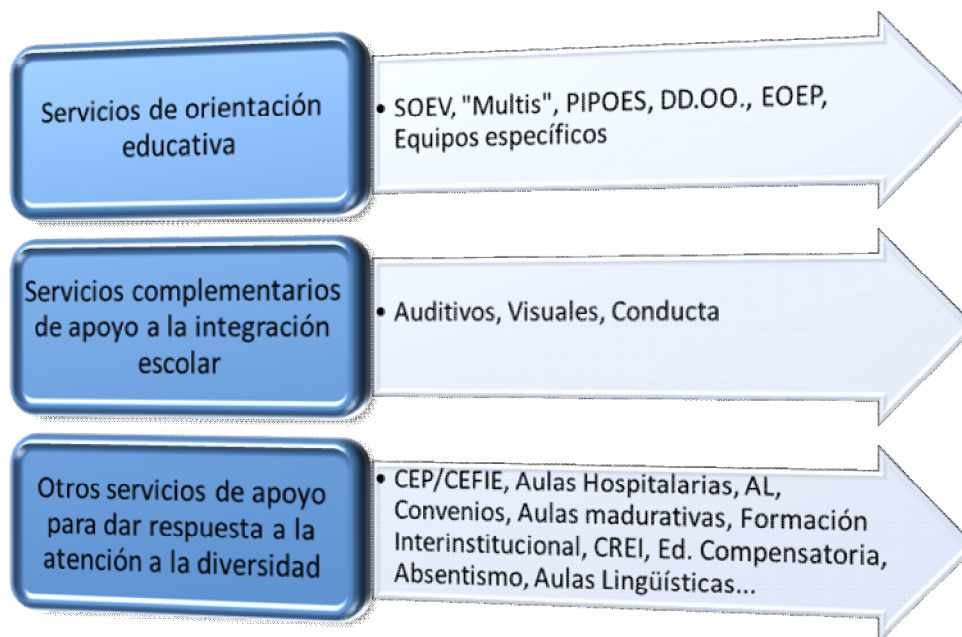 Servicios de orientación
educativa
• SOEV, "Multis", PIPOES, DD.OO., EOEP,
Equipos específicos
Servicios complementarios
de apoyo a la integración
escolar
• Auditivos, Visuales, Conducta
Otros servicios de apoyo
para dar respuesta a la
atención a la diversidad
• CEP/CEFIE, Aulas Hospitalarias, AL,
Convenios, Aulas madurativas, Formación
Interinstitucional, CREI, Ed. Compensatoria,
Absentismo, Aulas Lingüísticas...